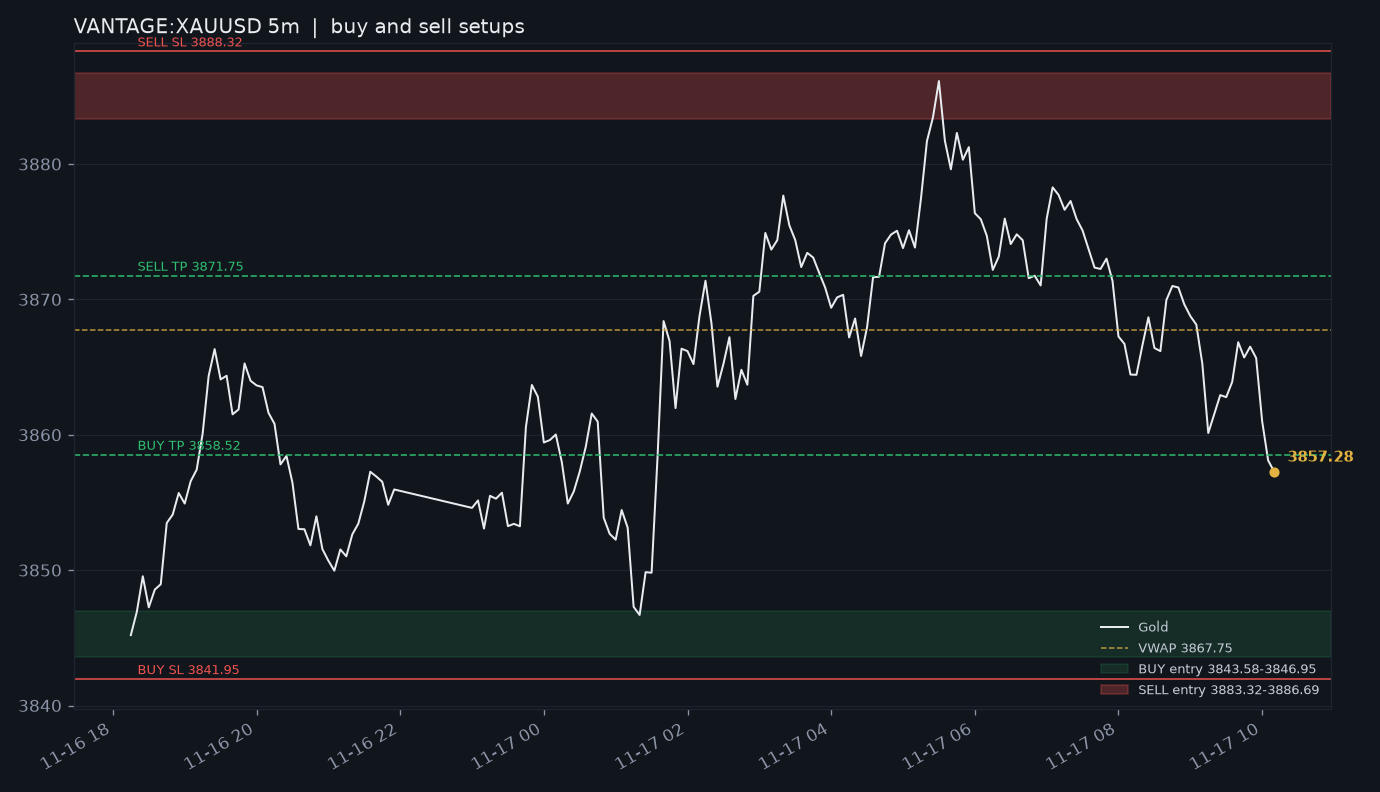 VANTAGE:XAUUSD 5m | buy and sell setups
SELL SL 3888.32
3880
SELL TP 3871.75
3870
3860
BUY TP 3858.52
3857.28
3850
Gold
VWAP 3867.75
BUY entry 3843.58-3846.95
SELL entry 3883.32-3886.69
BUY SL 3841.95
3840
11-16 18
11-16 20
11-16 22
11-17 00
11-17 02
11-17 04
11-17 06
11-17 08
11-17 10